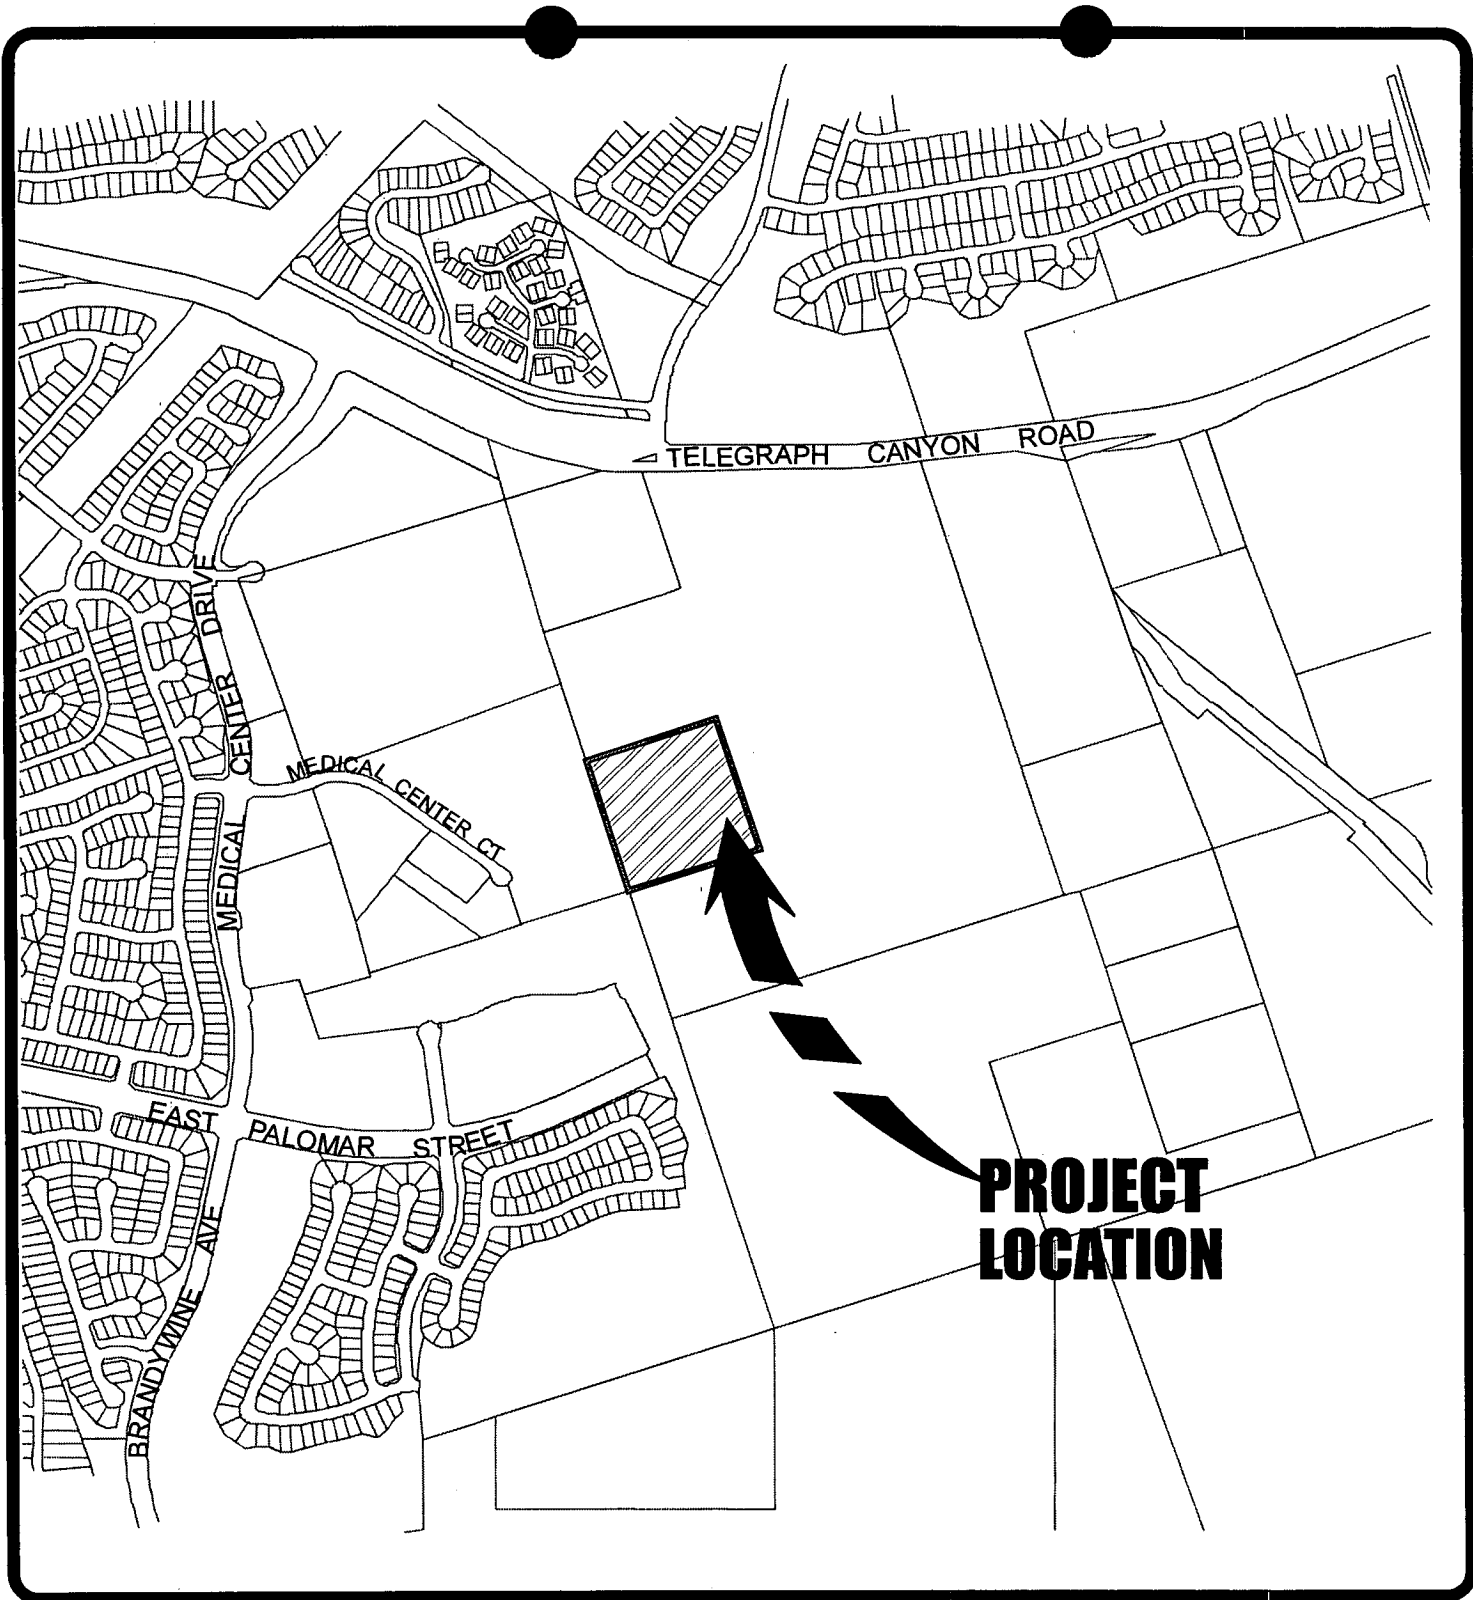 TELEGRAPH CANYON ROAD
MEDICAL CENTER DRIVE
MEDICAL CENTER CT
EAST PALOMAR STREET
BRANDYWINE AVE
PROJECT
LOCATION